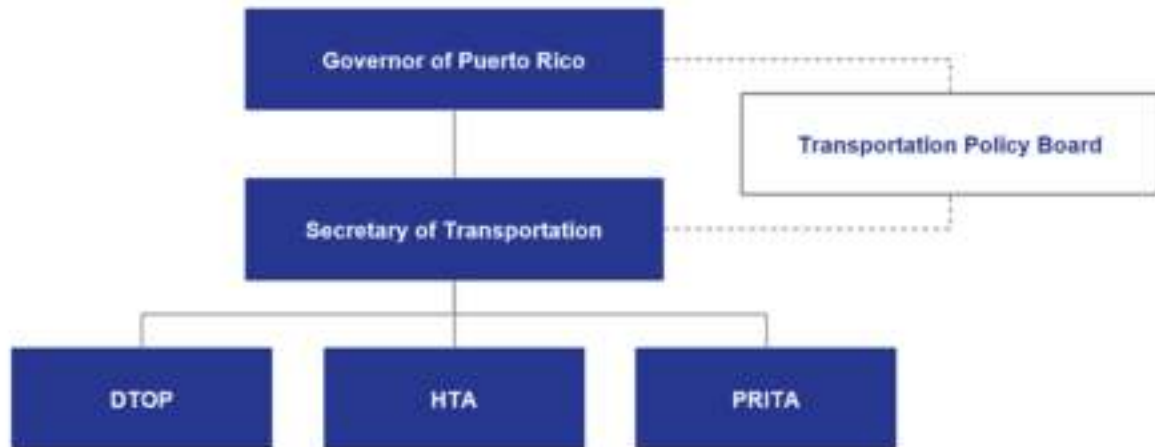 Governor of Puerto Rico
Transportation Policy Board
Secretary of Transportation
DTOP
HTA
PRITA